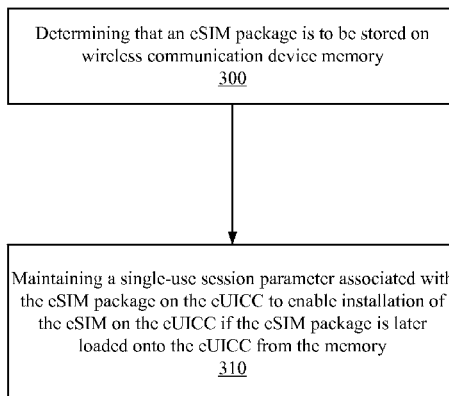 Determining that an eSIM package is to be stored on
wireless communication device memory
300
Maintaining a single-use session parameter associated with
the eSIM package on the eUICC to enable installation of
the eSIM on the eUICC if the eSIM package is later
loaded onto the eUICC from the memory
310